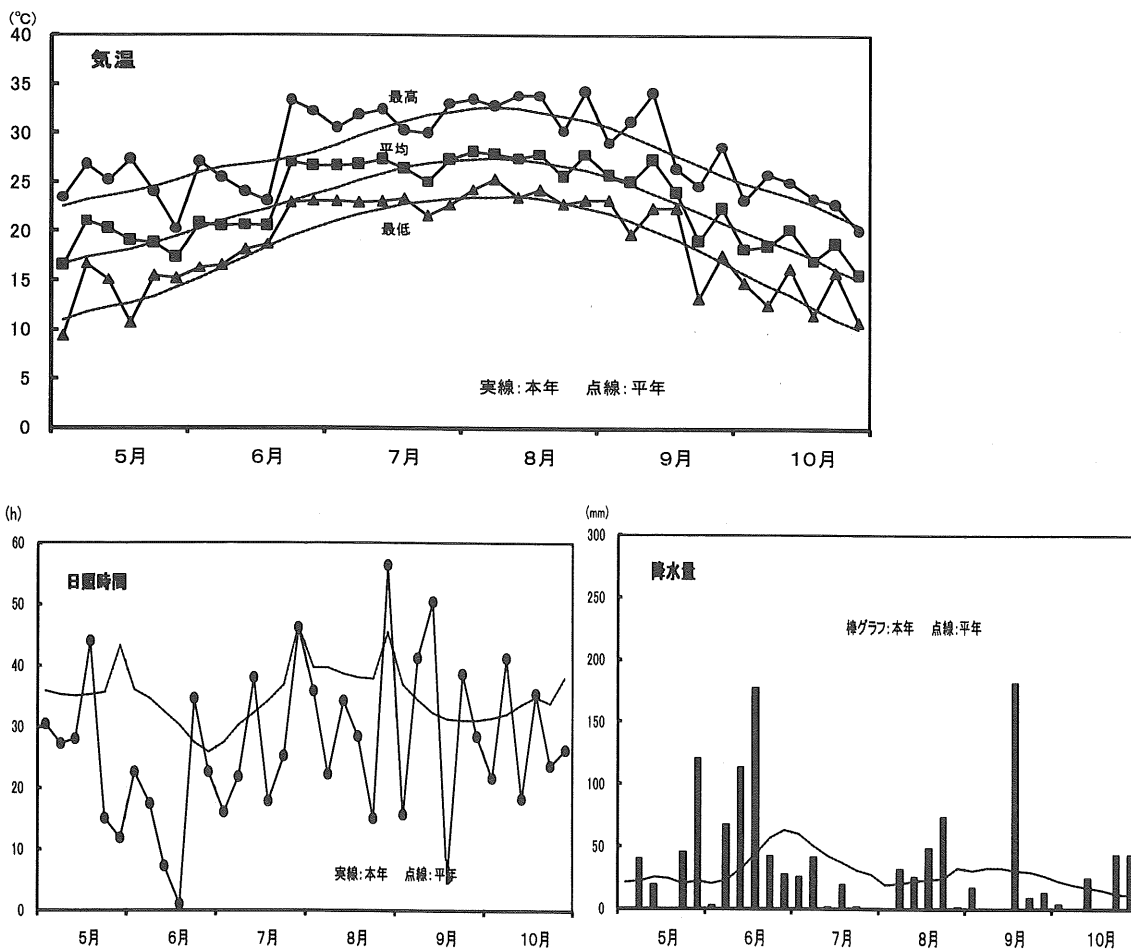 (℃)
気温
40
35
30
25
20
15
10
5
0
最高
平均
最低
実線:本年 点線:平年
5月 6月 7月 8月 9月 10月
(h)
日照時間
60
50
40
30
20
10
0
実線:本年 点線:平年
5月 6月 7月 8月 9月 10月
(mm)
降水量
300
250
200
150
100
50
0
棒グラフ:本年 点線:平年
5月 6月 7月 8月 9月 10月